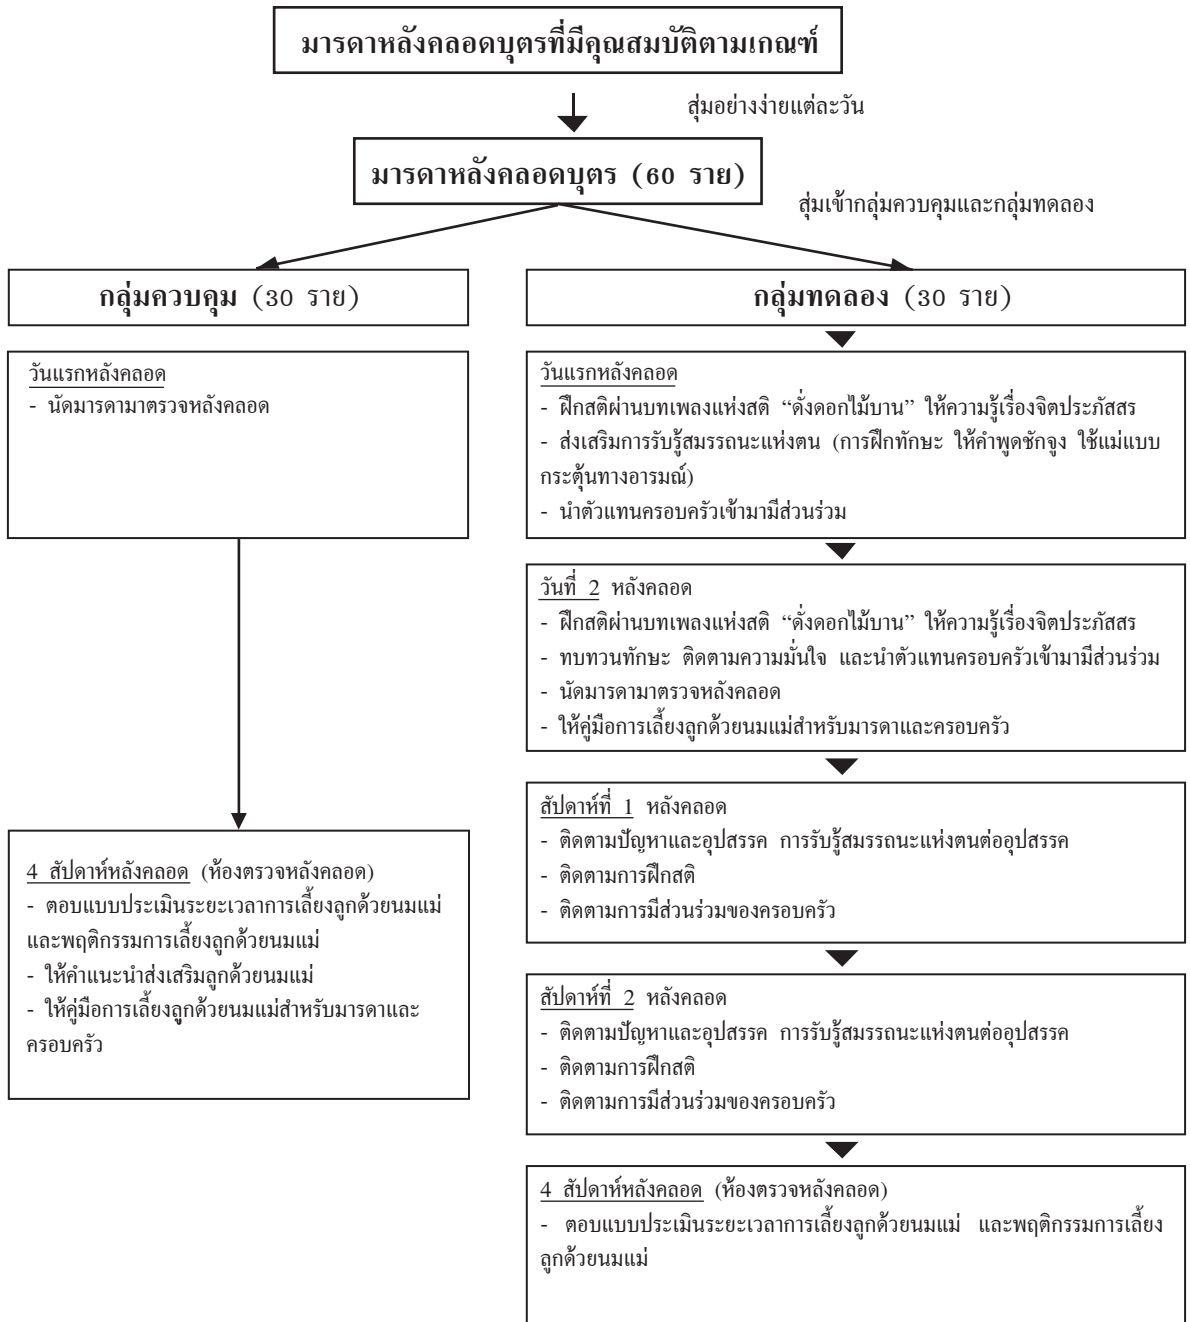 มารดาหลังคลอดบุตรที่มีคุณสมบัติตามเกณฑ์
สุ่มอย่างง่ายแต่ละวัน
มารดาหลังคลอดบุตร (60 ราย)
สุ่มเข้ากลุ่มควบคุมและกลุ่มทดลอง
กลุ่มควบคุม (30 ราย)
วันแรกหลังคลอด
- นัดมารดามาตรวจหลังคลอด
4 สัปดาห์หลังคลอด (ห้องตรวจหลังคลอด)
- ตอบแบบประเมินระยะเวลาการเลี้ยงลูกด้วยนมแม่
และพฤติกรรมการเลี้ยงลูกด้วยนมแม่
- ให้คำแนะนำส่งเสริมลูกด้วยนมแม่
- ให้คู่มือการเลี้ยงลูกด้วยนมแม่สำหรับมารดาและ
ครอบครัว
กลุ่มทดลอง (30 ราย)
วันแรกหลังคลอด
- ฝึกสติผ่านบทเพลงแห่งสติ “ดั่งดอกไม้บาน” ให้ความรู้เรื่องจิตประภัสสร
- ส่งเสริมการรับรู้สมรรถนะแห่งตน (การฝึกทักษะ ให้คำพูดชักจูง ใช้แม่แบบ
กระตุ้นทางอารมณ์)
- นำตัวแทนครอบครัวเข้ามามีส่วนร่วม
วันที่ 2 หลังคลอด
- ฝึกสติผ่านบทเพลงแห่งสติ “ดั่งดอกไม้บาน” ให้ความรู้เรื่องจิตประภัสสร
- ทบทวนทักษะ ติดตามความมั่นใจ และนำตัวแทนครอบครัวเข้ามามีส่วนร่วม
- นัดมารดามาตรวจหลังคลอด
- ให้คู่มือการเลี้ยงลูกด้วยนมแม่สำหรับมารดาและครอบครัว
สัปดาห์ที่ 1 หลังคลอด
- ติดตามปัญหาและอุปสรรค การรับรู้สมรรถนะแห่งตนต่ออุปสรรค
- ติดตามการฝึกสติ
- ติดตามการมีส่วนร่วมของครอบครัว
สัปดาห์ที่ 2 หลังคลอด
- ติดตามปัญหาและอุปสรรค การรับรู้สมรรถนะแห่งตนต่ออุปสรรค
- ติดตามการฝึกสติ
- ติดตามการมีส่วนร่วมของครอบครัว
4 สัปดาห์หลังคลอด (ห้องตรวจหลังคลอด)
- ตอบแบบประเมินระยะเวลาการเลี้ยงลูกด้วยนมแม่ และพฤติกรรมการเลี้ยง
ลูกด้วยนมแม่